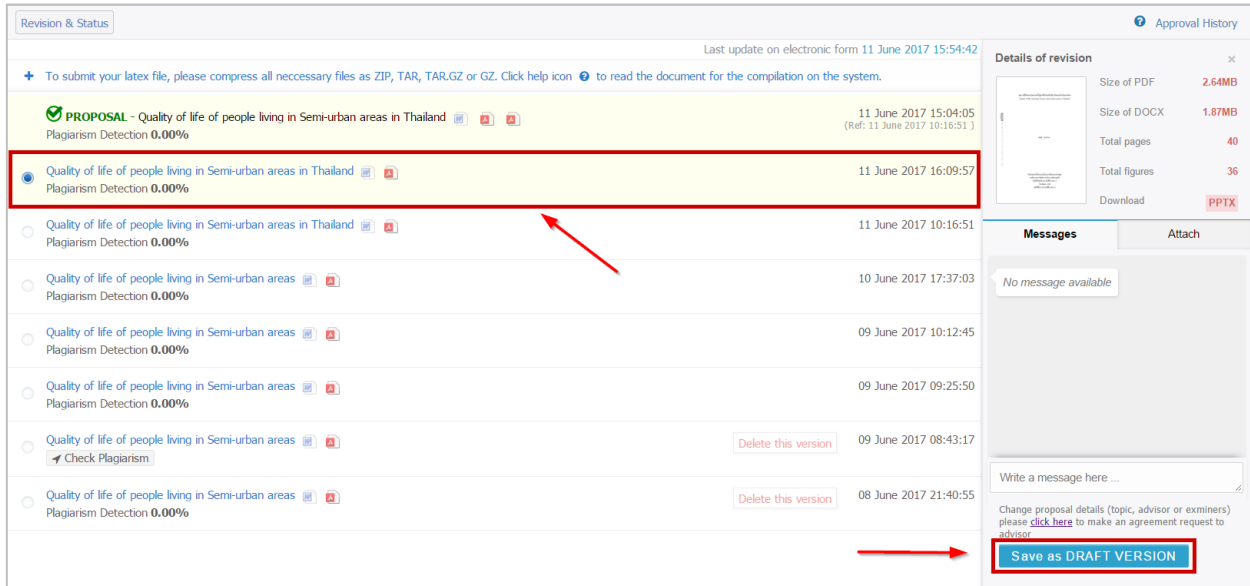 Revision & Status
Approval History
Last update on electronic form 11 June 2017 15:54:42
To submit your latex file, please compress all neccessary files as ZIP, TAR, TAR.GZ or GZ. Click help icon to read the document for the compilation on the system.
PROPOSAL - Quality of life of people living in Semi-urban areas in Thailand
11 June 2017 15:04:05
Plagiarism Detection 0.00%
(Ref: 11 June 2017 10:16:51 )
Quality of life of people living in Semi-urban areas in Thailand
11 June 2017 16:09:57
Plagiarism Detection 0.00%
Quality of life of people living in Semi-urban areas in Thailand
11 June 2017 10:16:51
Plagiarism Detection 0.00%
Quality of life of people living in Semi-urban areas
10 June 2017 17:37:03
Plagiarism Detection 0.00%
Quality of life of people living in Semi-urban areas
09 June 2017 10:12:45
Plagiarism Detection 0.00%
Quality of life of people living in Semi-urban areas
09 June 2017 09:25:50
Plagiarism Detection 0.00%
Quality of life of people living in Semi-urban areas
Delete this version
09 June 2017 08:43:17
Check Plagiarism
Quality of life of people living in Semi-urban areas
Delete this version
08 June 2017 21:40:55
Plagiarism Detection 0.00%
Details of revision
Size of PDF 2.64MB
Size of DOCX 1.87MB
Total pages 40
Total figures 36
Download PPTX
Messages
Attach
No message available
Write a message here ...
Change proposal details (topic, advisor or exminers)
please click here to make an agreement request to
advisor
Save as DRAFT VERSION